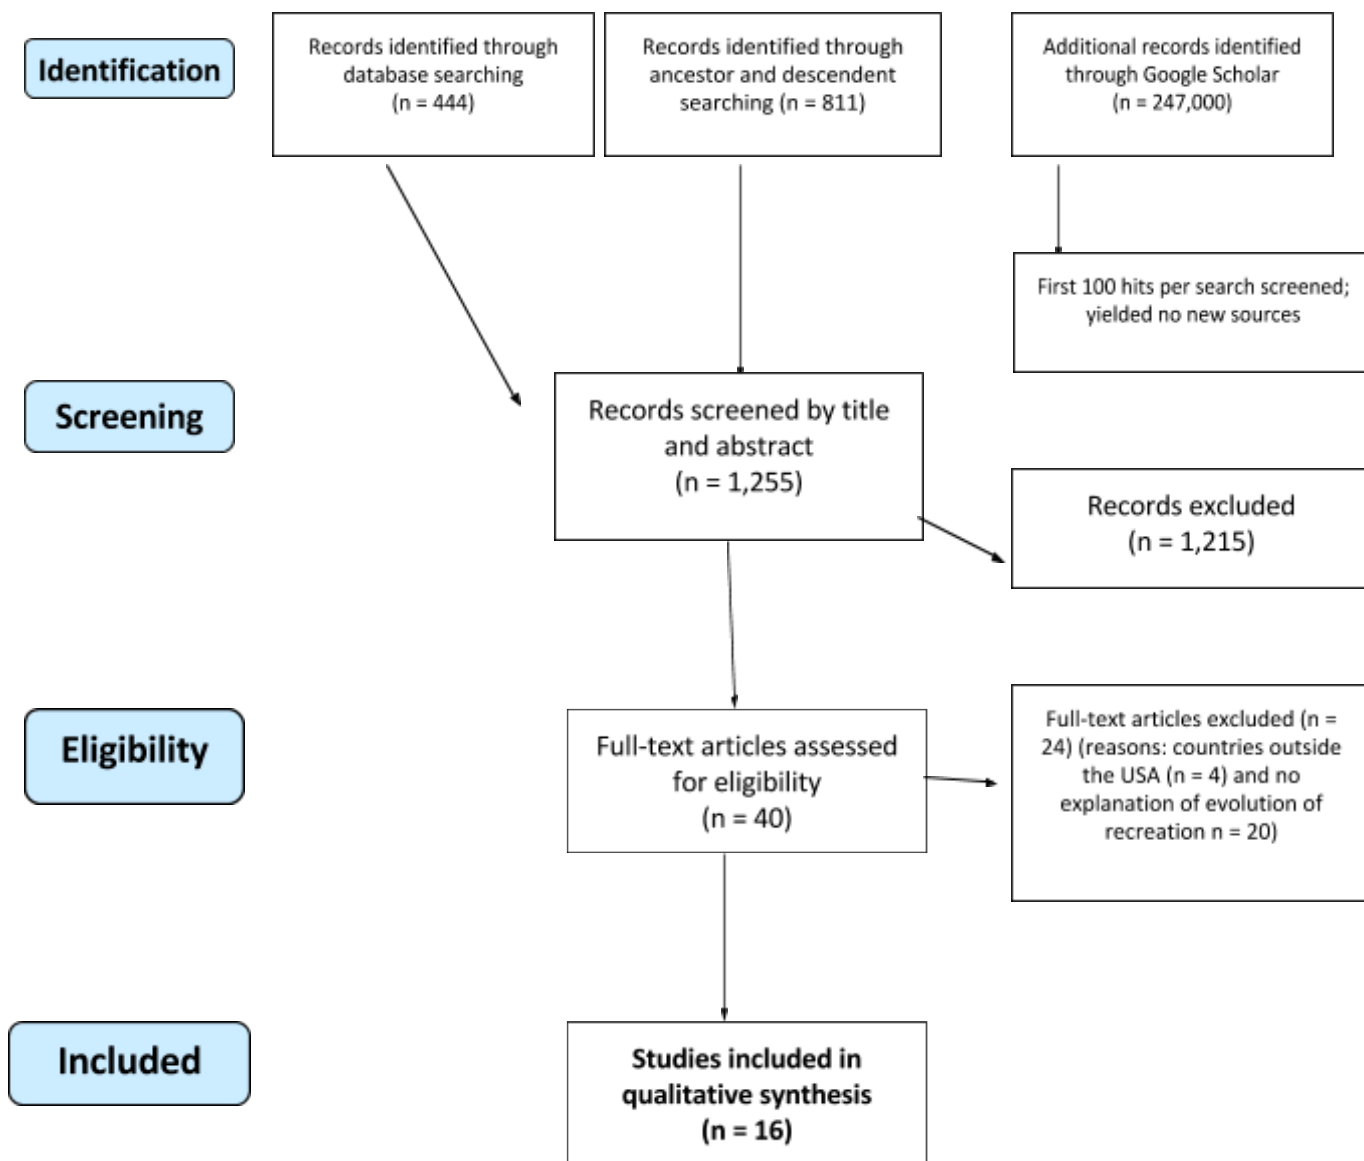 Identification
Records identified through
database searching
(n = 444)
Records identified through
ancestor and descendent
searching (n = 811)
Additional records identified
through Google Scholar
(n = 247,000)
First 100 hits per search screened;
yielded no new sources
Screening
Records screened by title
and abstract
(n = 1,255)
Records excluded
(n = 1,215)
Eligibility
Full-text articles assessed
for eligibility
(n = 40)
Full-text articles excluded (n =
24) (reasons: countries outside
the USA (n = 4) and no
explanation of evolution of
recreation n = 20)
Included
Studies included in
qualitative synthesis
(n = 16)